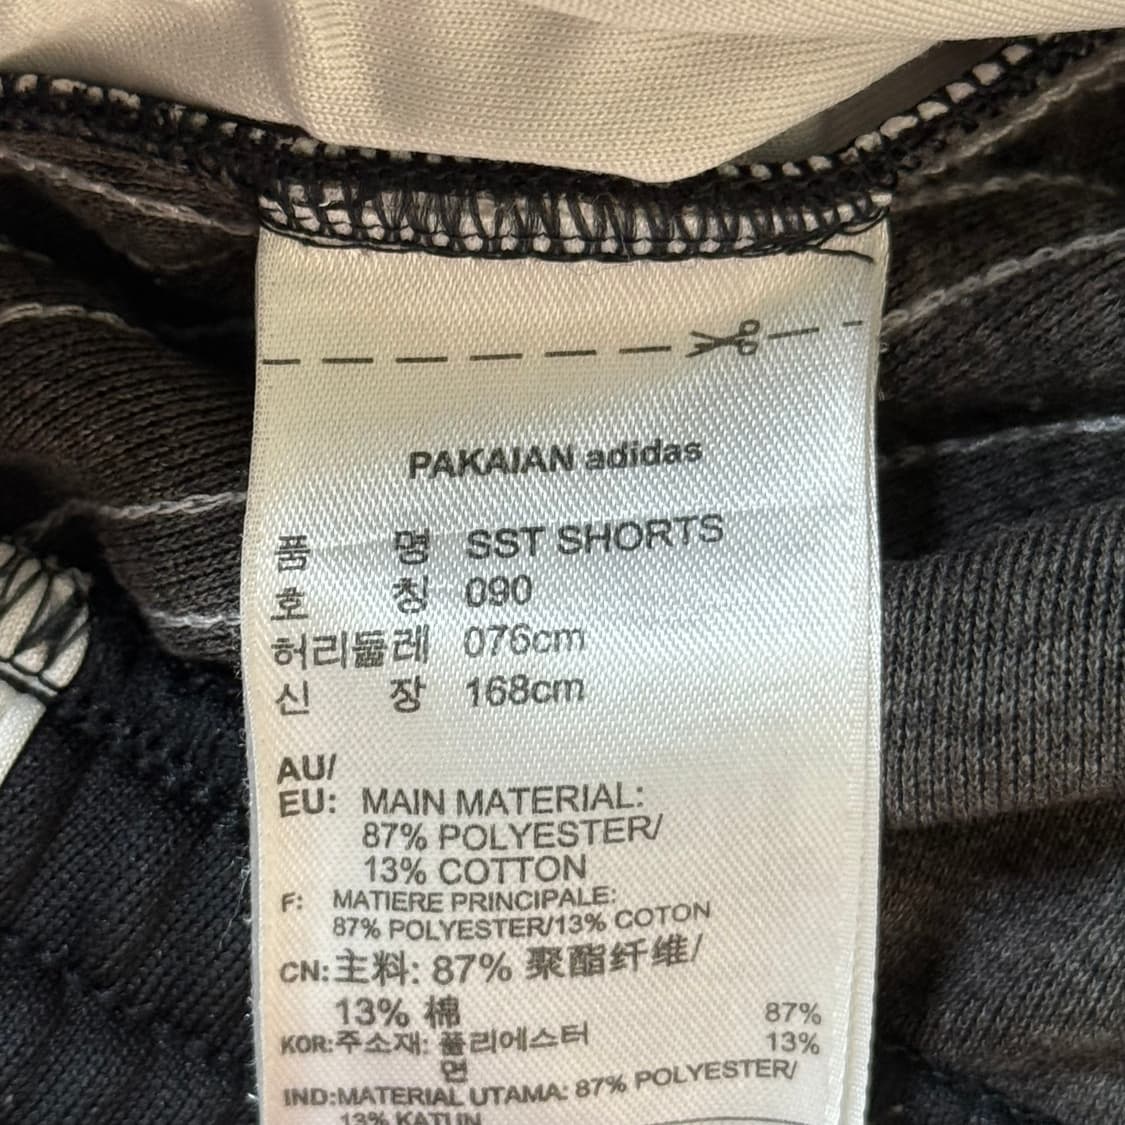 PAKAIAN adidas
품 명 SST SHORTS
호 칭 090
허리둘레 076cm
신 장 168cm
AU/
EU: MAIN MATERIAL:
87% POLYESTER/
13% COTTON
F: MATIERE PRINCIPALE:
87% POLYESTER/13% COTON
CN:主料: 87% 聚酯纤维/
13% 棉
KOR:주소재: 폴리에스터 87%
면 13%
IND:MATERIAL UTAMA: 87% POLYESTER/
13% KATUN